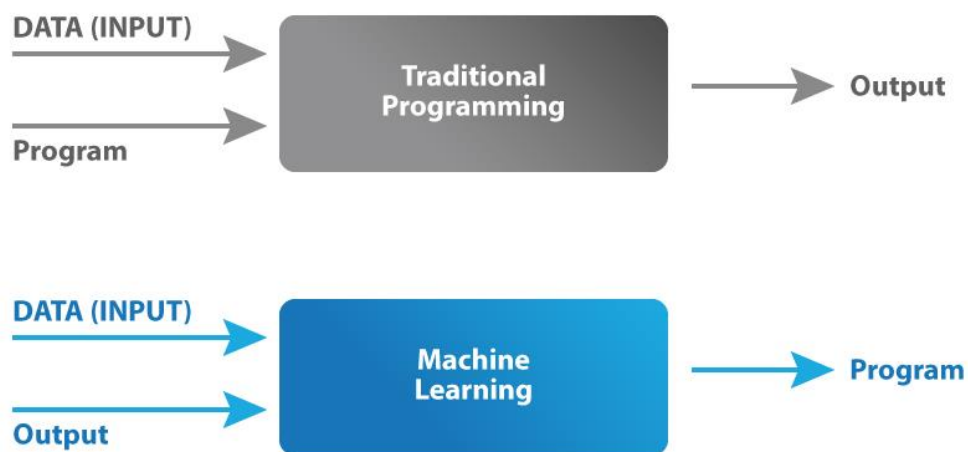 DATA (INPUT)
Program
Traditional
Programming
Output
DATA (INPUT)
Output
Machine
Learning
Program